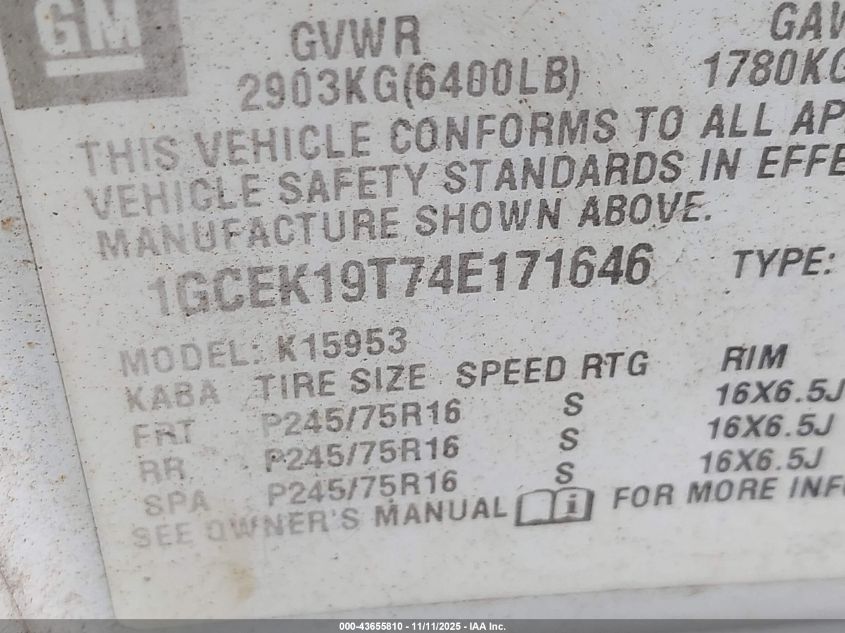 GM
GVWR GAV
2903KG(6400LB) 1780KG
THIS VEHICLE CONFORMS TO ALL AP
VEHICLE SAFETY STANDARDS IN EFFE
MANUFACTURE SHOWN ABOVE.
1GCEK19T74E171646 TYPE:
MODEL: K15953
KABA TIRE SIZE SPEED RTG RIM
FRT P245/75R16 S 16X6.5J
RR P245/75R16 S 16X6.5J
SPA P245/75R16 S 16X6.5J
SEE OWNER'S MANUAL i FOR MORE INFO
000-43655810 - 11/11/2025 - IAA Inc.